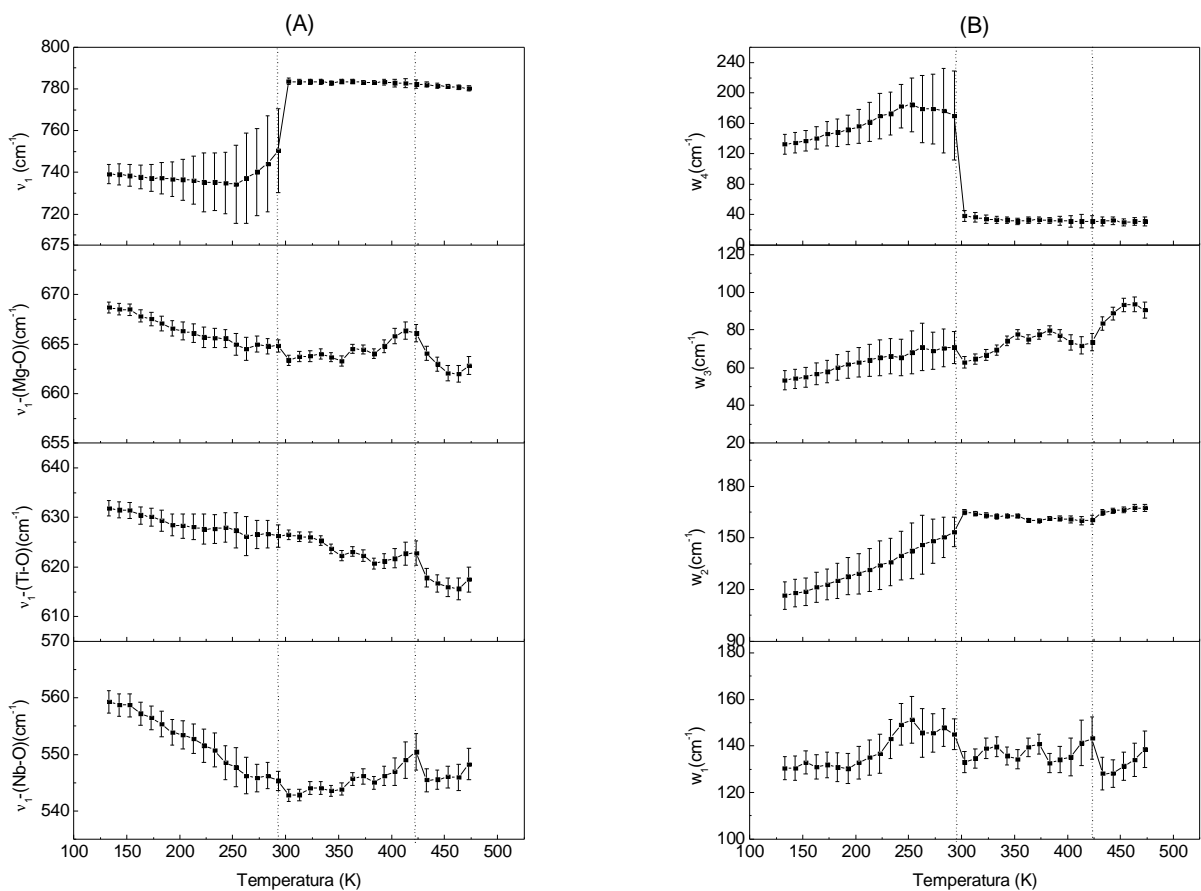 (A)
800
780
760
740
720
675
ν₁ (cm⁻¹)
670
665
660
655
ν₁-(Mg-O)(cm⁻¹)
640
630
620
610
570
ν₁-(Ti-O)(cm⁻¹)
560
550
540
ν₁-(Nb-O)(cm⁻¹)
100 150 200 250 300 350 400 450 500
Temperatura (K)
(B)
240
200
160
120
80
40
0
w₄(cm⁻¹)
120
100
80
60
40
20
w₃(cm⁻¹)
180
150
120
90
w₂(cm⁻¹)
180
160
140
120
100
w₁(cm⁻¹)
100 150 200 250 300 350 400 450 500
Temperatura (K)